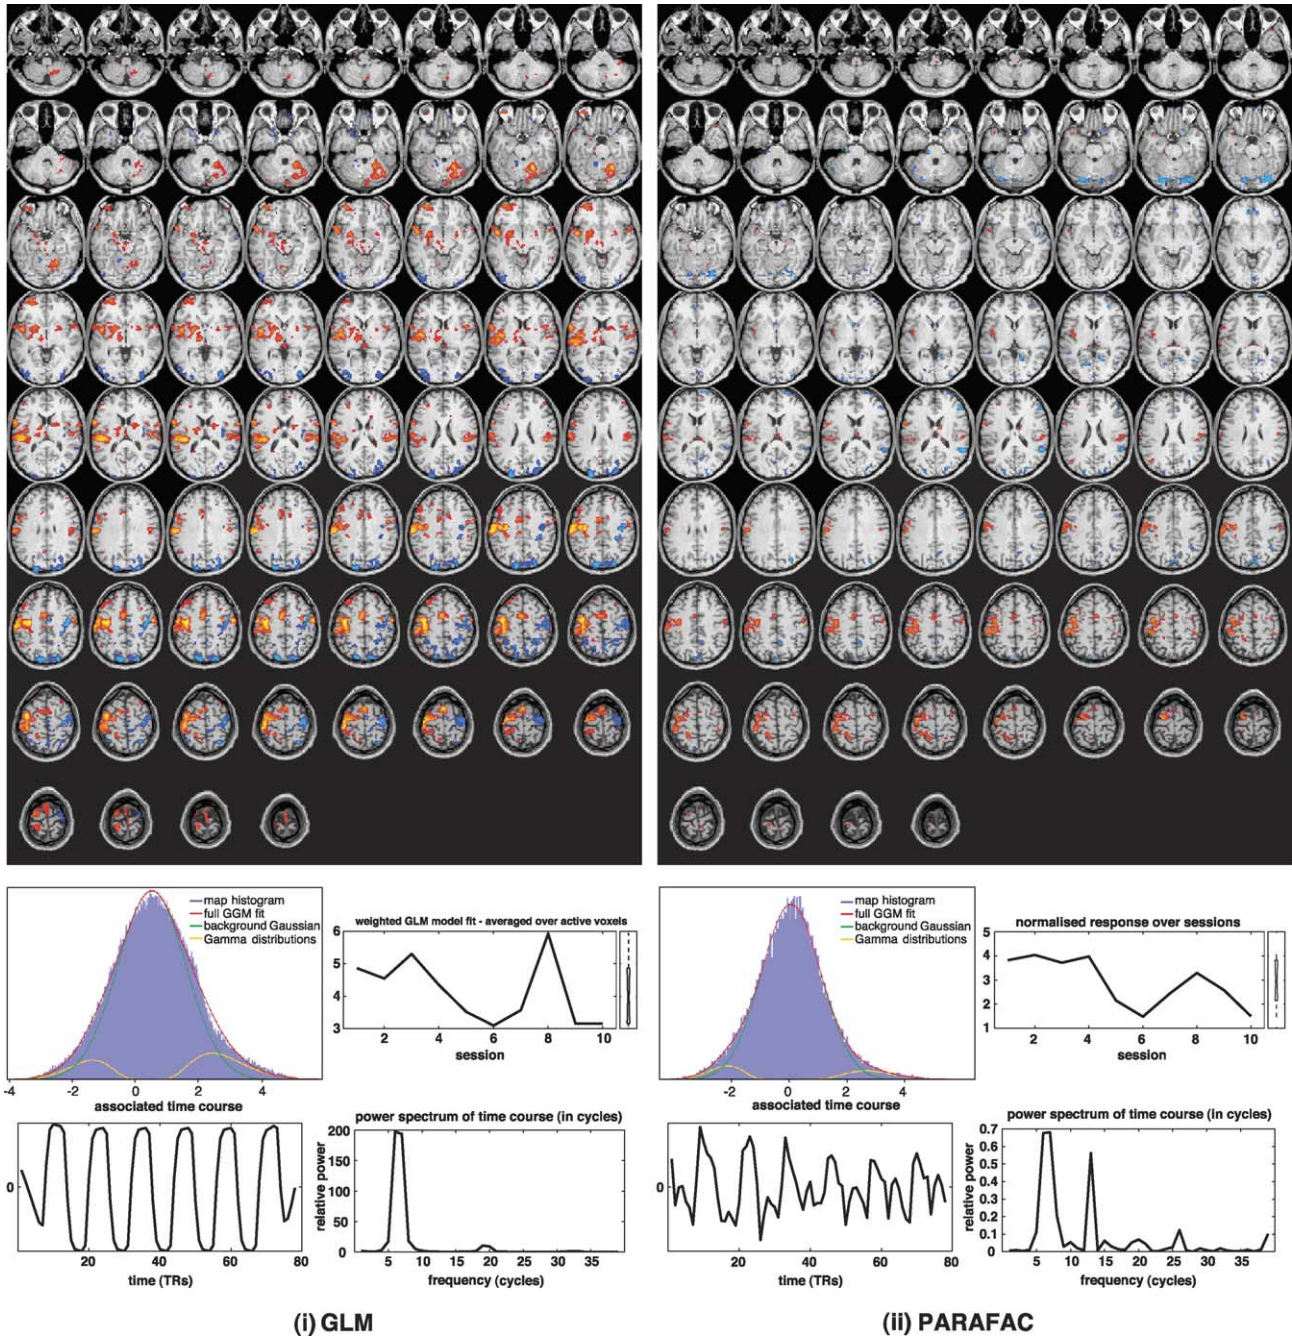 map histogram
full GGM fit
background Gaussian
Gamma distributions
-4 -2 0 2 4
associated time course
weighted GLM model fit - averaged over active voxels
6
5
4
3
2 4 6 8 10
session
0
20 40 60 80
time (TRs)
power spectrum of time course (in cycles)
relative power
200
150
100
50
0
5 10 15 20 25 30 35
frequency (cycles)
(i) GLM
map histogram
full GGM fit
background Gaussian
Gamma distributions
-2 0 2 4
associated time course
normalised response over sessions
5
4
3
2
1
2 4 6 8 10
session
0
20 40 60 80
time (TRs)
power spectrum of time course (in cycles)
relative power
0.7
0.6
0.5
0.4
0.3
0.2
0.1
0
5 10 15 20 25 30 35
frequency (cycles)
(ii) PARAFAC